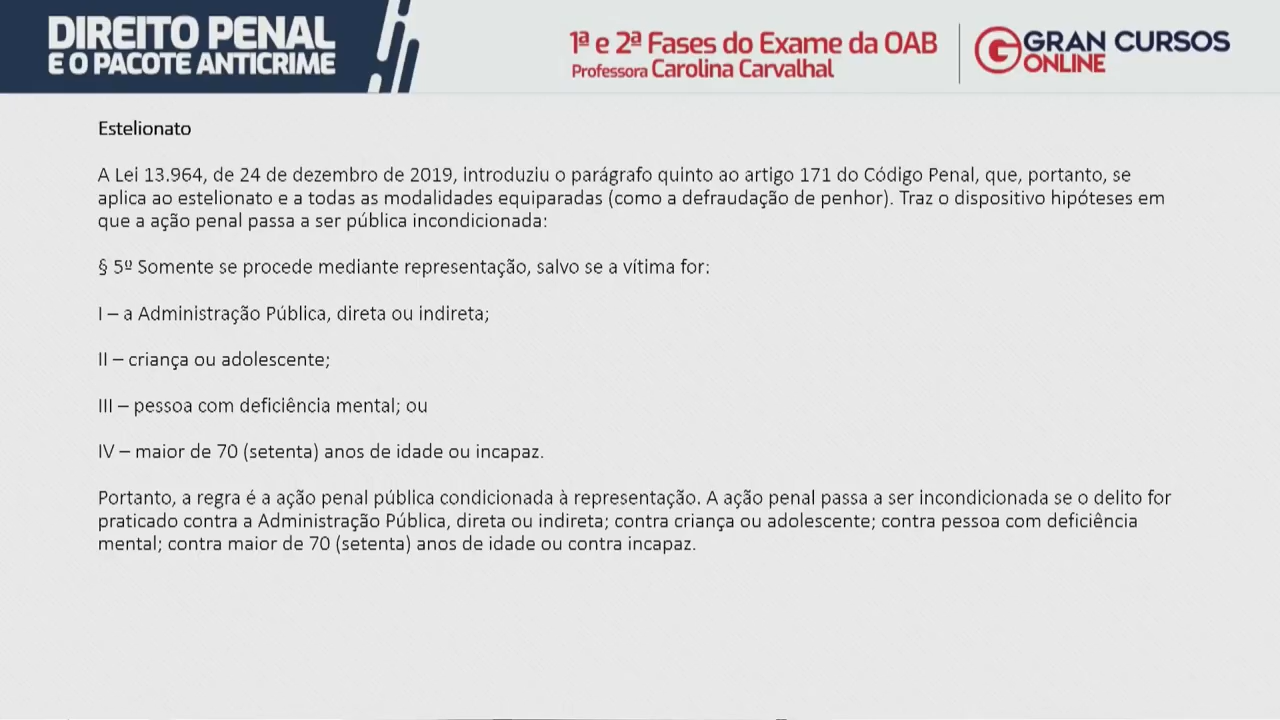 DIREITO PENAL
E O PACOTE ANTICRIME
1ª e 2ª Fases do Exame da OAB
Professora Carolina Carvalhal
G GRAN CURSOS
ONLINE
Estelionato
A Lei 13.964, de 24 de dezembro de 2019, introduziu o parágrafo quinto ao artigo 171 do Código Penal, que, portanto, se
aplica ao estelionato e a todas as modalidades equiparadas (como a defraudação de penhor). Traz o dispositivo hipóteses em
que a ação penal passa a ser pública incondicionada:
§ 5º Somente se procede mediante representação, salvo se a vítima for:
I – a Administração Pública, direta ou indireta;
II – criança ou adolescente;
III – pessoa com deficiência mental; ou
IV – maior de 70 (setenta) anos de idade ou incapaz.
Portanto, a regra é a ação penal pública condicionada à representação. A ação penal passa a ser incondicionada se o delito for
praticado contra a Administração Pública, direta ou indireta; contra criança ou adolescente; contra pessoa com deficiência
mental; contra maior de 70 (setenta) anos de idade ou contra incapaz.